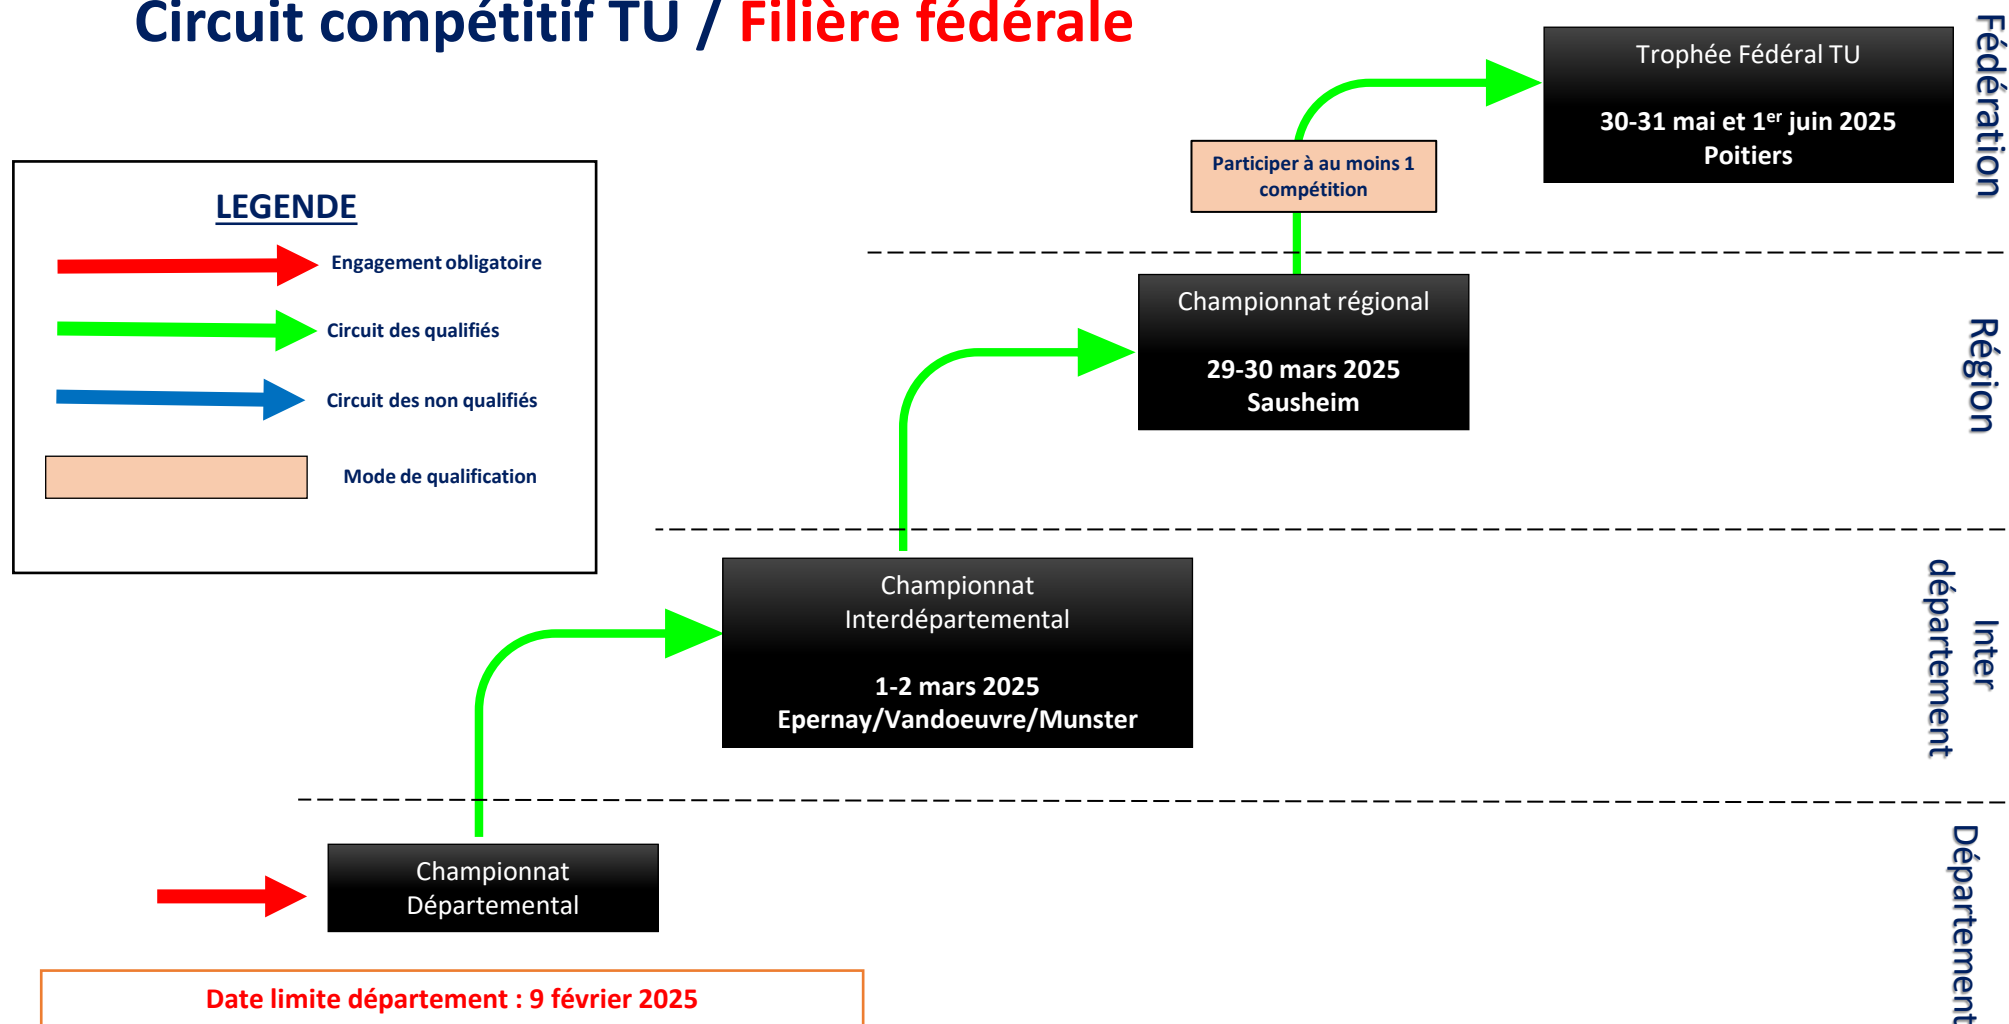 Circuit compétitif TU / Filière fédérale
Trophée Fédéral TU
30-31 mai et 1er juin 2025
Poitiers
Fédération
Participer à au moins 1
compétition
LEGENDE
Engagement obligatoire
Circuit des qualifiés
Circuit des non qualifiés
Mode de qualification
Championnat régional
29-30 mars 2025
Sausheim
Région
Championnat
Interdépartemental
1-2 mars 2025
Epernay/Vandoeuvre/Munster
Inter
département
Championnat
Départemental
Département
Date limite département : 9 février 2025